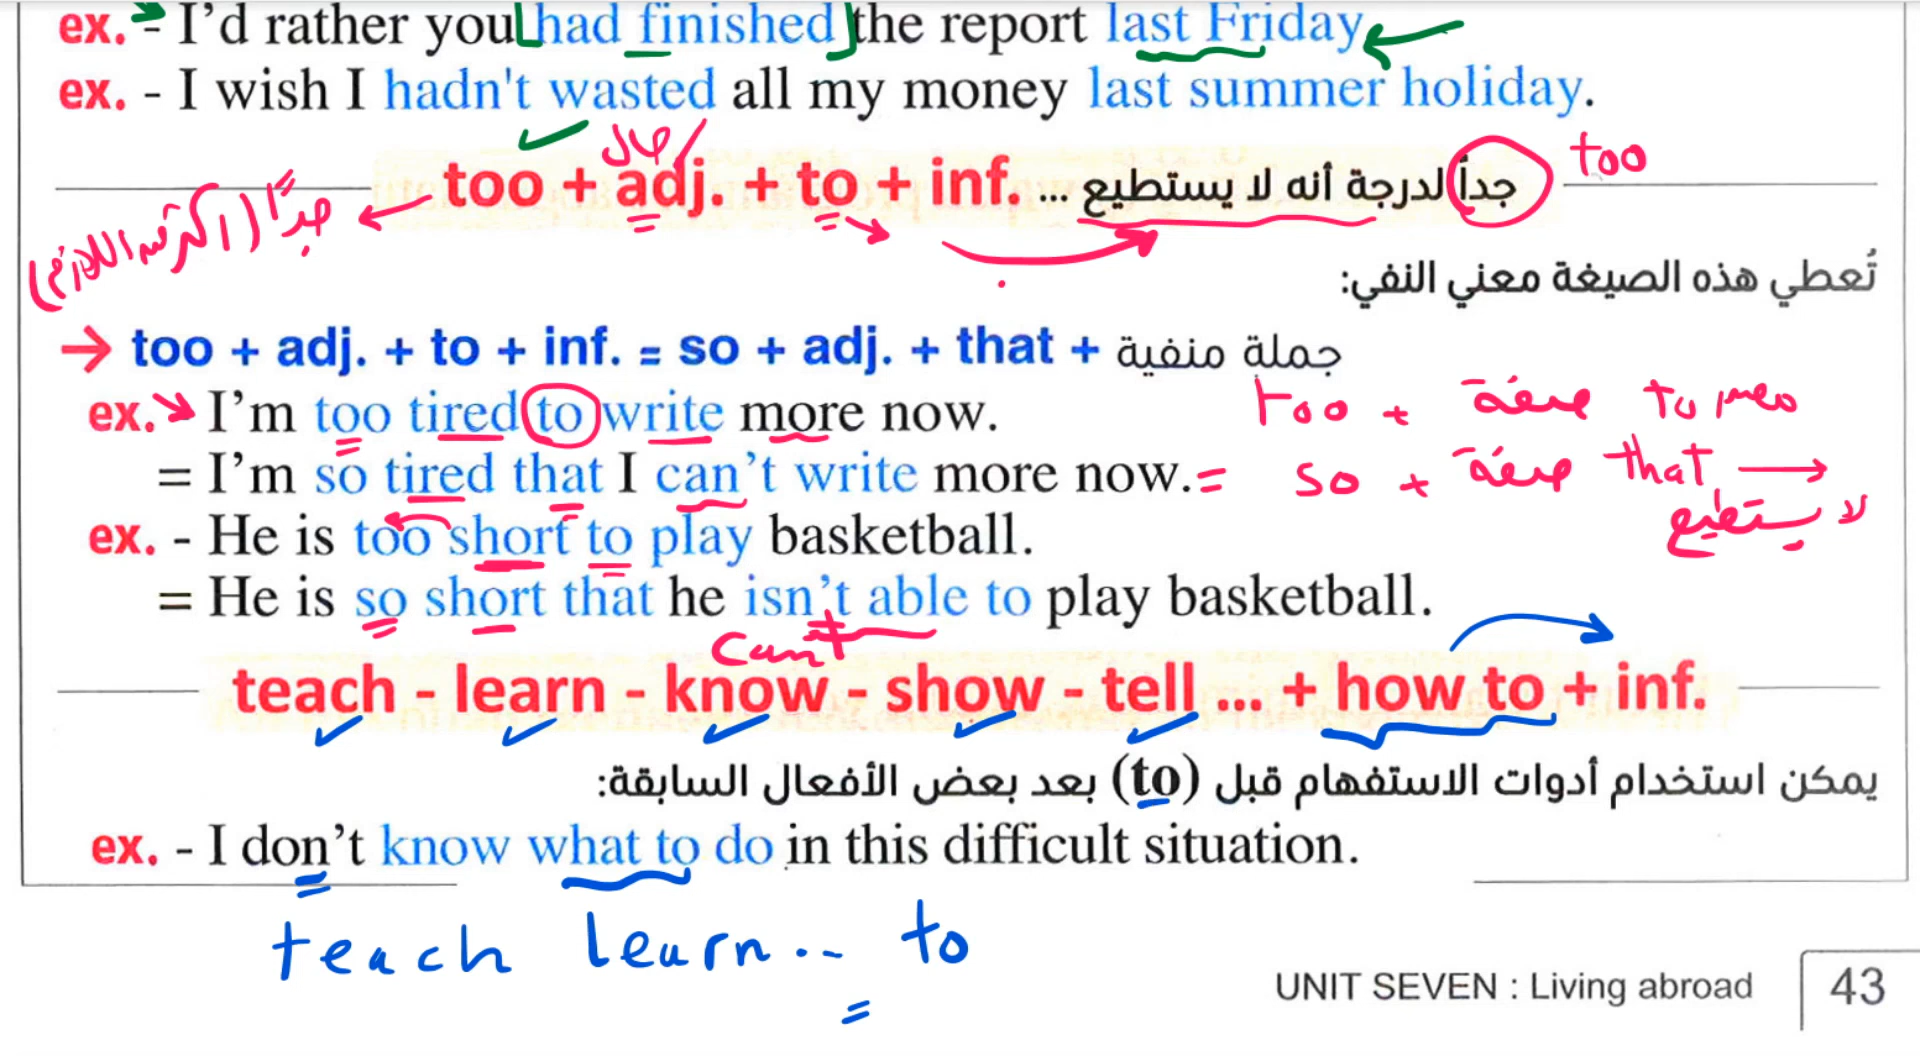 ex. - I’d rather you had finished the report last Friday
ex. - I wish I hadn't wasted all my money last summer holiday.
too + adj. + to + inf. ... جداً لدرجة أنه لا يستطيع
too
حال
جدًا (أكثر من اللازم)
تُعطي هذه الصيغة معني النفي:
too + adj. + to + inf. = so + adj. + that + جملة منفية
ex. I’m too tired to write more now.
too + صفة to مصدر
= I’m so tired that I can’t write more now.
= so + صفة that
لا يستطيع
ex. - He is too short to play basketball.
= He is so short that he isn’t able to play basketball.
can't
teach - learn - know - show - tell ... + how to + inf.
يمكن استخدام أدوات الاستفهام قبل (to) بعد بعض الأفعال السابقة:
ex. - I don’t know what to do in this difficult situation.
teach learn... to
UNIT SEVEN : Living abroad 43